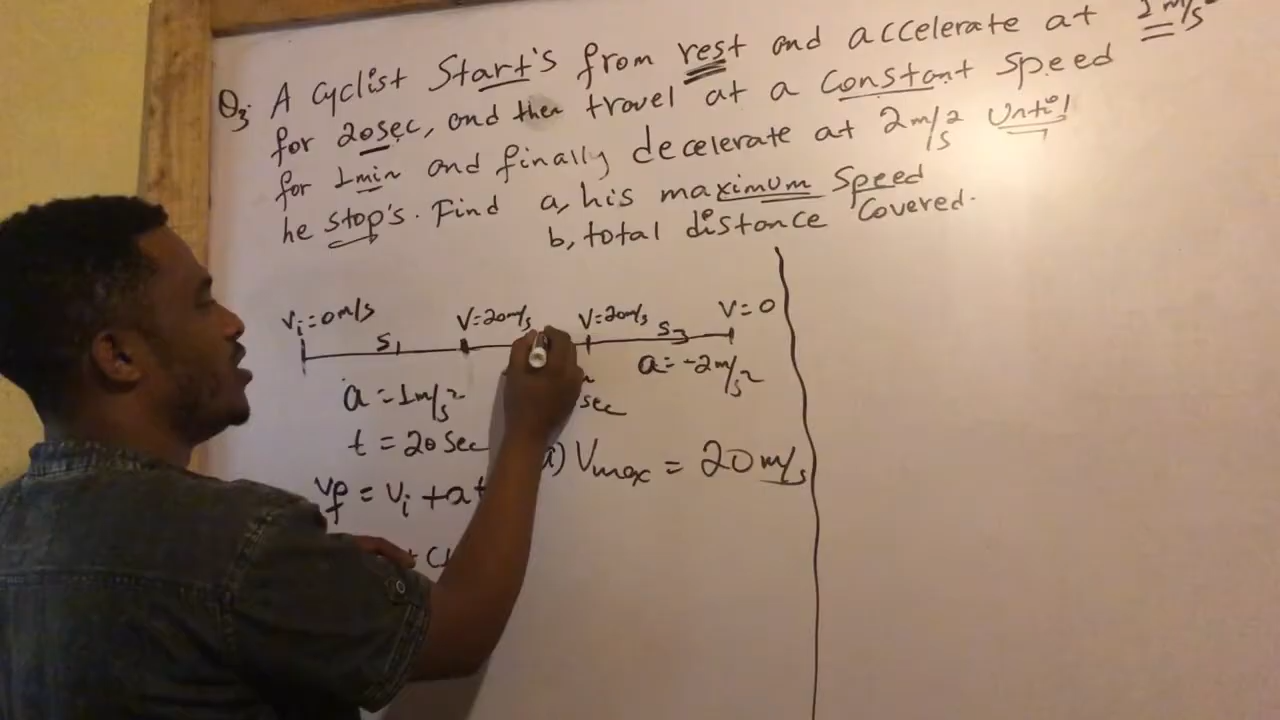 Q3; A Cyclist Start's from rest and accelerate at 1m/s²
for 20sec, and then travel at a Constant Speed
for 1min and finally decelerate at 2m/s² Until
he stop's. Find a, his maximum Speed
b, total distance Covered.
Vi=0m/s V=20m/s V=20m/s V=0
S1 S3
a=1m/s² a=-2m/s²
t=20Sec sec
a) Vmax = 20m/s
Vf = Vi + at